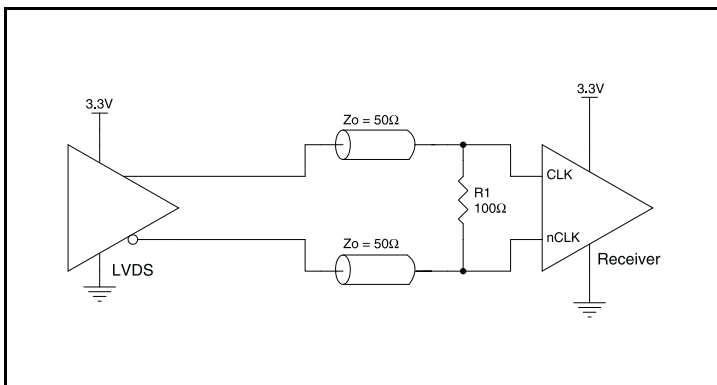 3.3V
3.3V
Zo = 50Ω
CLK
R1
100Ω
nCLK
Zo = 50Ω
LVDS
Receiver